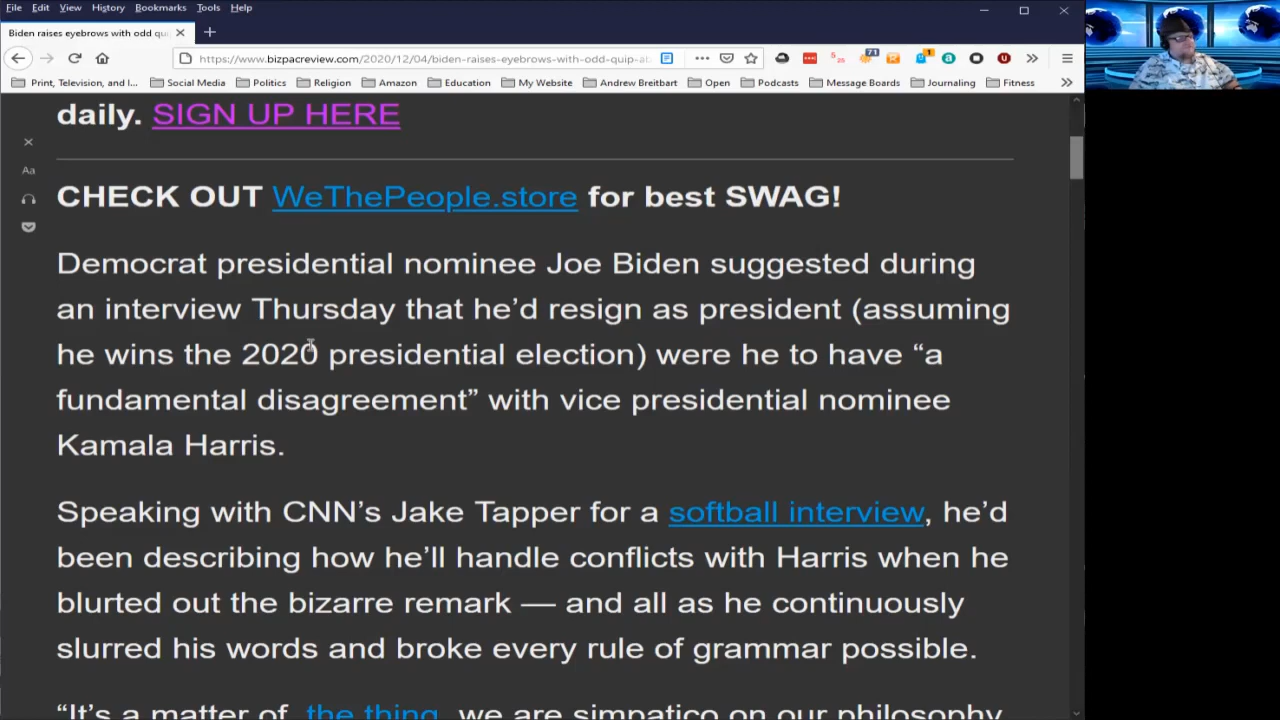 File Edit View History Bookmarks Tools Help
Biden raises eyebrows with odd qu
https://www.bizpacreview.com/2020/12/04/biden-raises-eyebrows-with-odd-quip-ab
71
1
Print, Television, and I... Social Media Politics Religion Amazon Education My Website Andrew Breitbart Open Podcasts Message Boards Journaling Fitness
daily. SIGN UP HERE
Aa
CHECK OUT WeThePeople.store for best SWAG!
Democrat presidential nominee Joe Biden suggested during
an interview Thursday that he’d resign as president (assuming
he wins the 2020 presidential election) were he to have “a
fundamental disagreement” with vice presidential nominee
Kamala Harris.
Speaking with CNN’s Jake Tapper for a softball interview, he’d
been describing how he’ll handle conflicts with Harris when he
blurted out the bizarre remark — and all as he continuously
slurred his words and broke every rule of grammar possible.
“It’s a matter of, the thing, we are simpatico on our philosophy